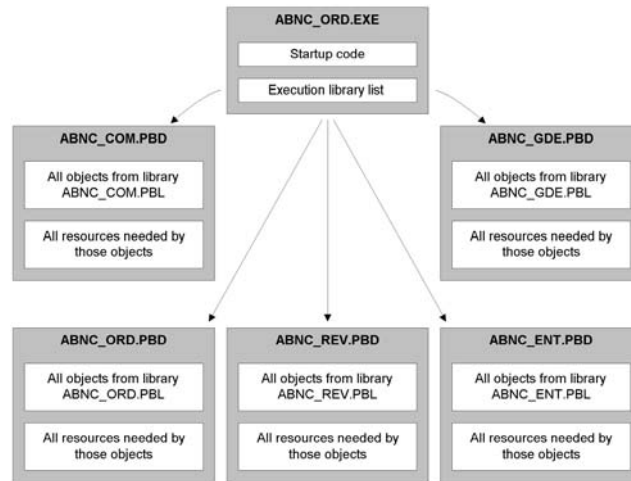 ABNC_ORD.EXE
Startup code
Execution library list
ABNC_COM.PBD
All objects from library
ABNC_COM.PBL
All resources needed by
those objects
ABNC_GDE.PBD
All objects from library
ABNC_GDE.PBL
All resources needed by
those objects
ABNC_ORD.PBD
All objects from library
ABNC_ORD.PBL
All resources needed by
those objects
ABNC_REV.PBD
All objects from library
ABNC_REV.PBL
All resources needed by
those objects
ABNC_ENT.PBD
All objects from library
ABNC_ENT.PBL
All resources needed by
those objects